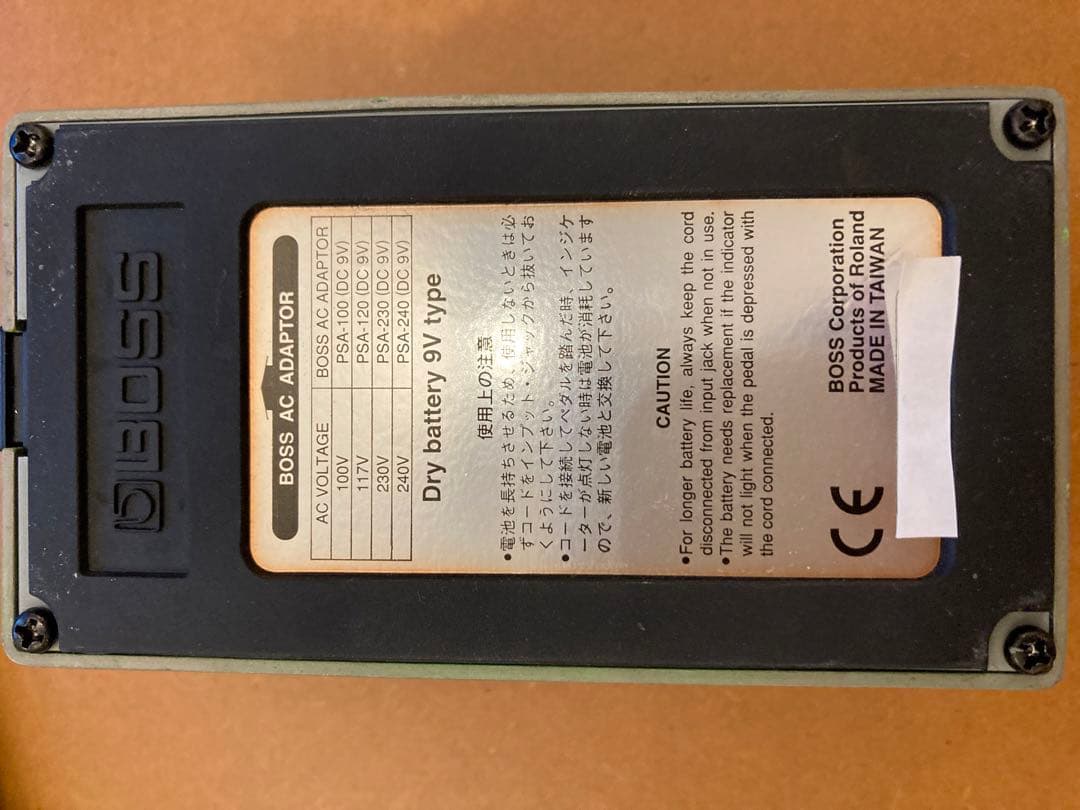 BOSS
BOSS AC ADAPTOR
AC VOLTAGE BOSS AC ADAPTOR
100V PSA-100 (DC 9V)
117V PSA-120 (DC 9V)
230V PSA-230 (DC 9V)
240V PSA-240 (DC 9V)
Dry battery 9V type
使用上の注意
•電池を長持ちさせるため、使用しないときは必
ずコードをインプット・ジャックから抜いてお
くようにして下さい。
•コードを接続してペダルを踏んだ時、インジケ
ーターが点灯しない時は電池が消耗しています
ので、新しい電池と交換して下さい。
CAUTION
•For longer battery life, always keep the cord
disconnected from input jack when not in use.
•The battery needs replacement if the indicator
will not light when the pedal is depressed with
the cord connected.
CE
BOSS Corporation
Products of Roland
MADE IN TAIWAN